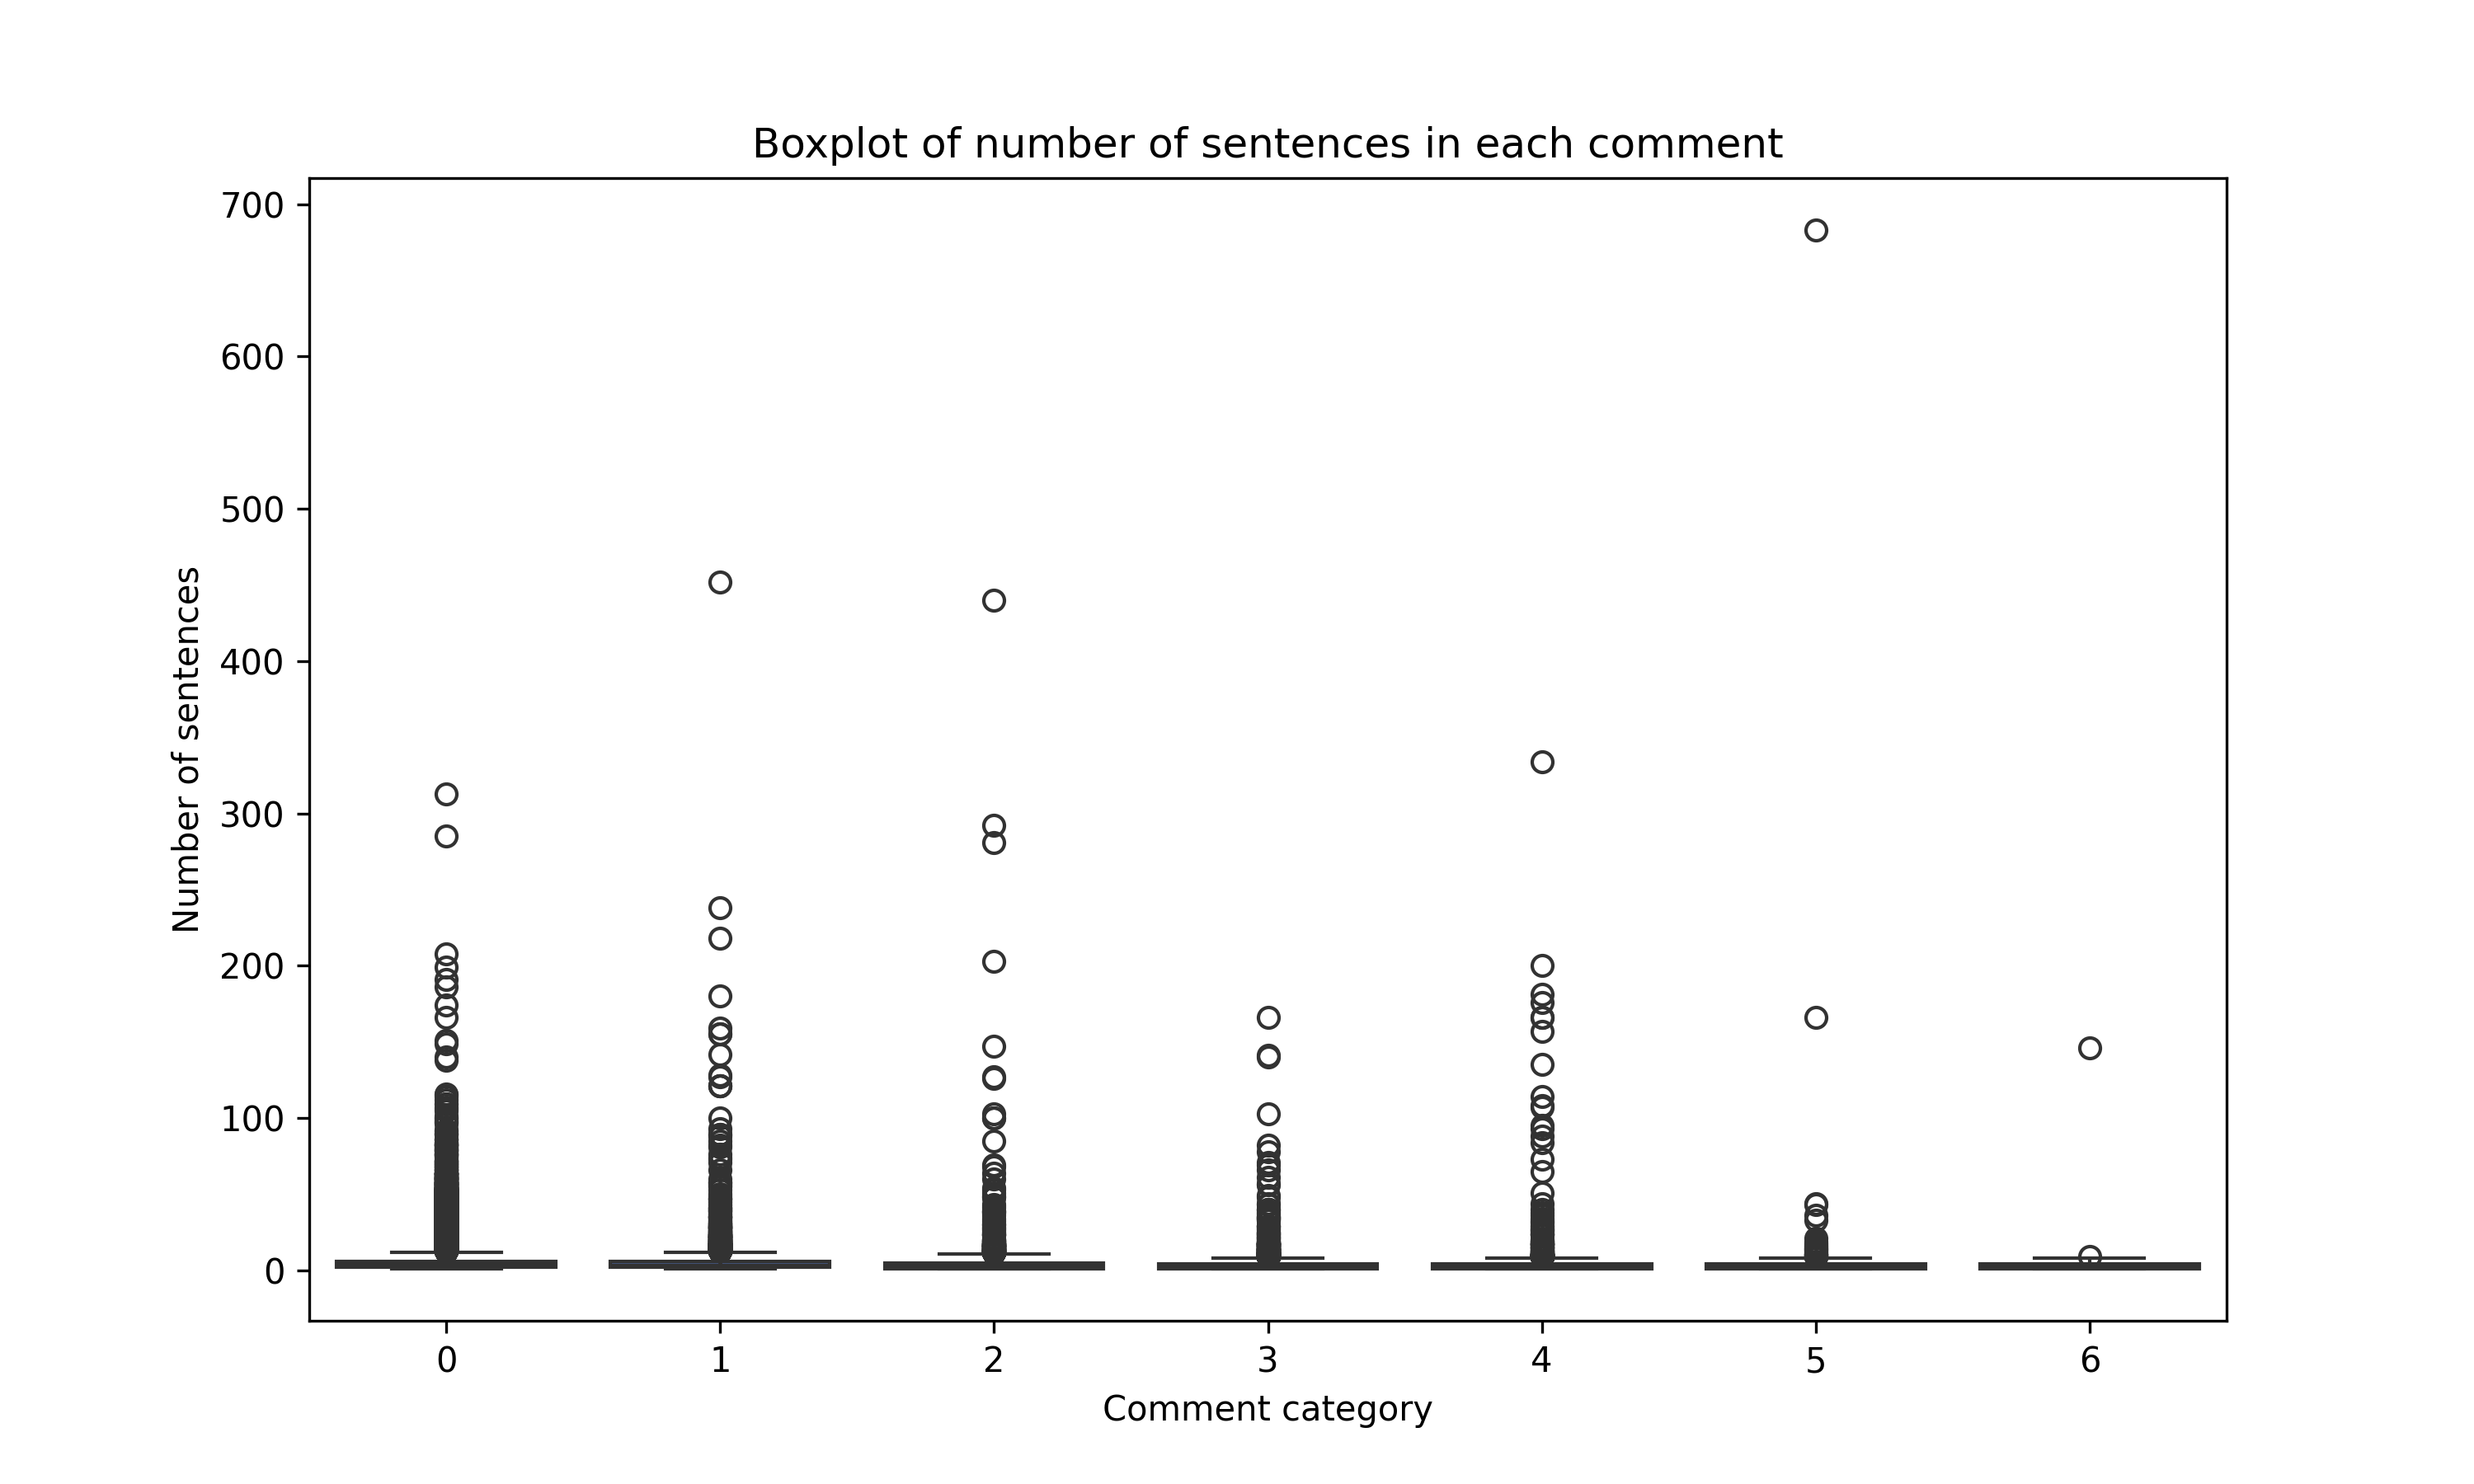 Boxplot of number of sentences in each comment
Number of sentences
700
600
500
400
300
200
100
0
0 1 2 3 4 5 6
Comment category